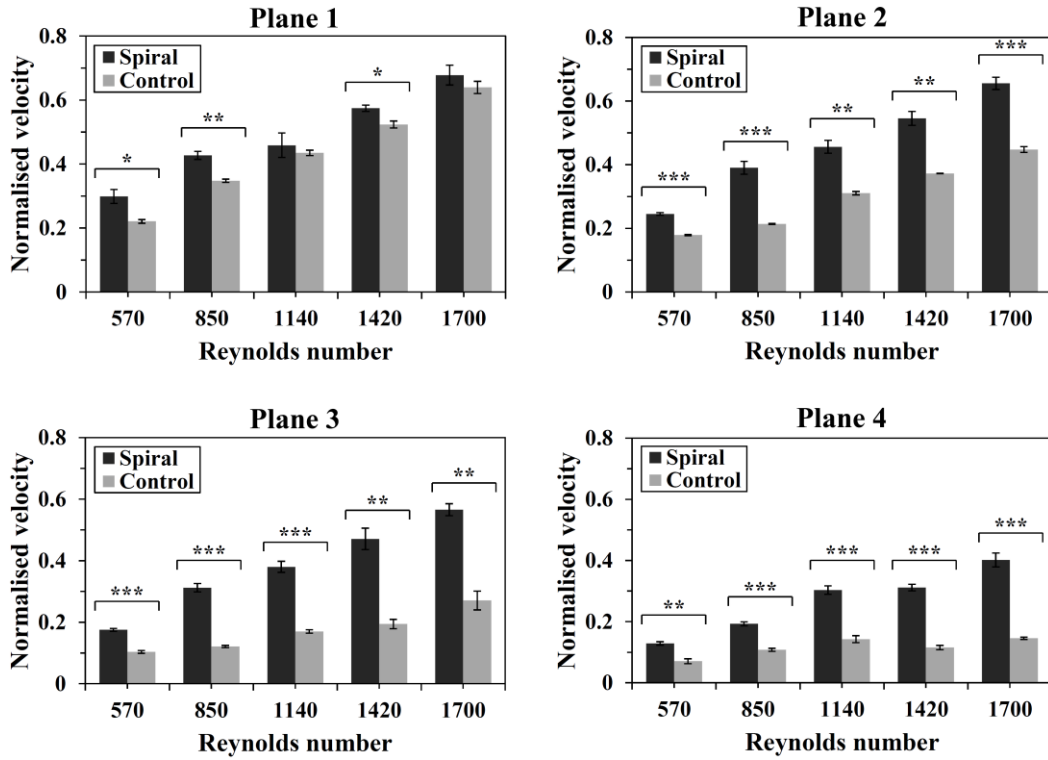 Plane 1
Normalised velocity
0.8
0.6
0.4
0.2
0
Spiral
Control
*
**
*
570 850 1140 1420 1700
Reynolds number
Plane 2
Normalised velocity
0.8
0.6
0.4
0.2
0
Spiral
Control
***
***
**
**
***
570 850 1140 1420 1700
Reynolds number
Plane 3
Normalised velocity
0.8
0.6
0.4
0.2
0
Spiral
Control
***
***
***
**
**
570 850 1140 1420 1700
Reynolds number
Plane 4
Normalised velocity
0.8
0.6
0.4
0.2
0
Spiral
Control
**
***
***
***
***
570 850 1140 1420 1700
Reynolds number